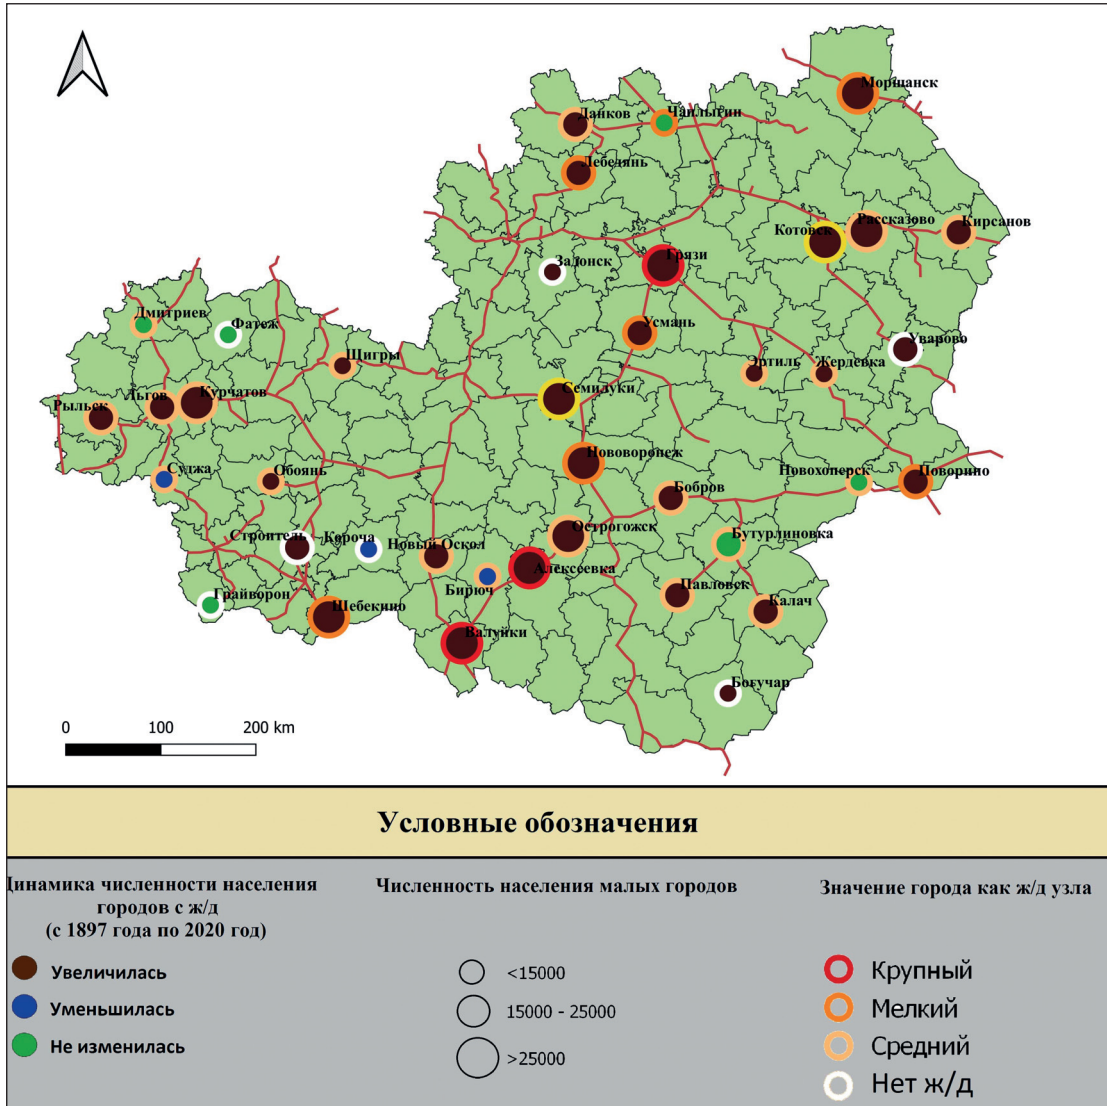 Моршанск
Данков
Чаплыгин
Лебедянь
Рассказово
Кирсанов
Котовск
Задонск
Грязи
Дмитриев
Фатеж
Усмань
Уварово
Щигры
Эртиль
Жердевка
Семилуки
Льгов
Курчатов
Рыльск
Нововоронеж
Суджа
Обоянь
Новохоперск
Поворино
Бобров
Острогожск
Бутурлиновка
Строитель
Короча
Новый Оскол
Алексеевка
Бирюч
Павловск
Грайворон
Калач
Шебекино
Валуйки
Богучар
0 100 200 km
Условные обозначения
Динамика численности населения
городов с ж/д
(с 1897 года по 2020 год)
Увеличилась
Уменьшилась
Не изменилась
Численность населения малых городов
<15000
15000 - 25000
>25000
Значение города как ж/д узла
Крупный
Мелкий
Средний
Нет ж/д